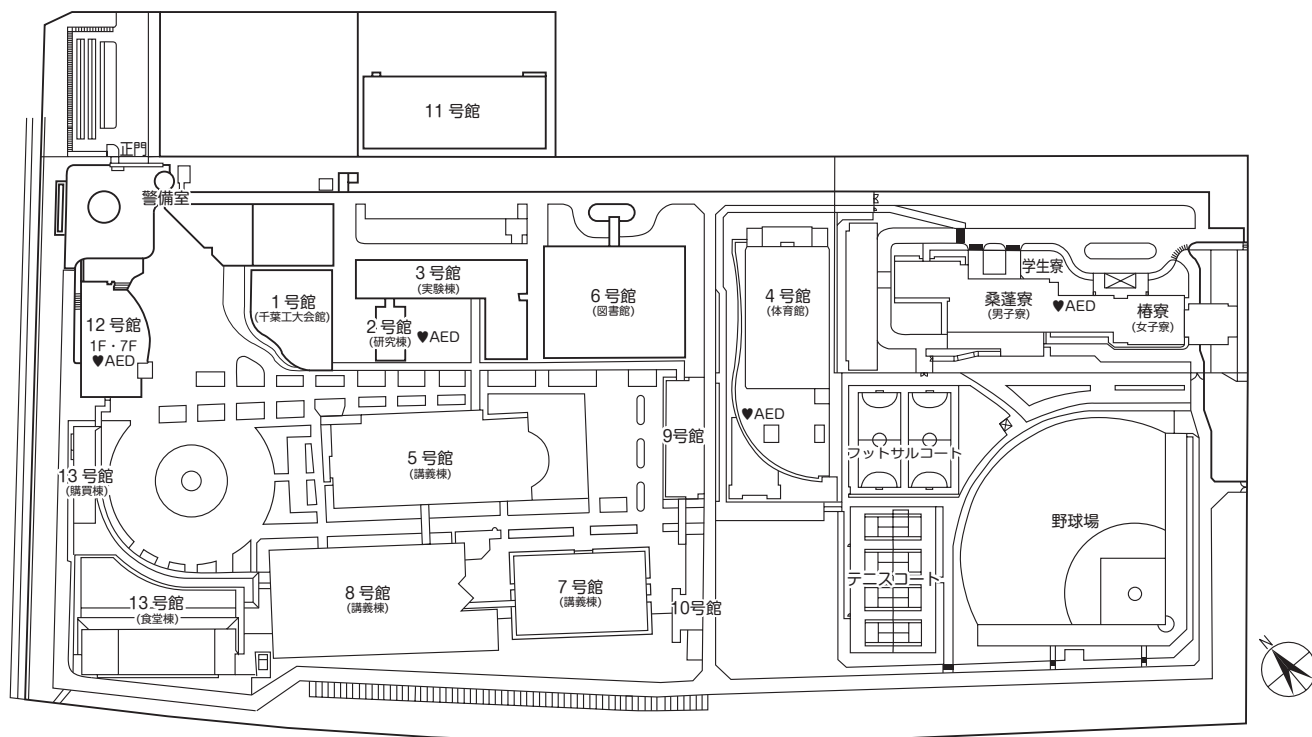 11 号館
正門
警備室
3 号館
(実験棟)
1 号館
(千葉工大会館)
2 号館
(研究棟)
♥AED
6 号館
(図書館)
4 号館
(体育館)
♥AED
学生寮
桑蓬寮
(男子寮)
♥AED
椿寮
(女子寮)
12 号館
1F・7F
♥AED
13 号館
(購買棟)
5 号館
(講義棟)
9号館
フットサルコート
野球場
テニスコート
8 号館
(講義棟)
7 号館
(講義棟)
10号館
13 号館
(食堂棟)
N